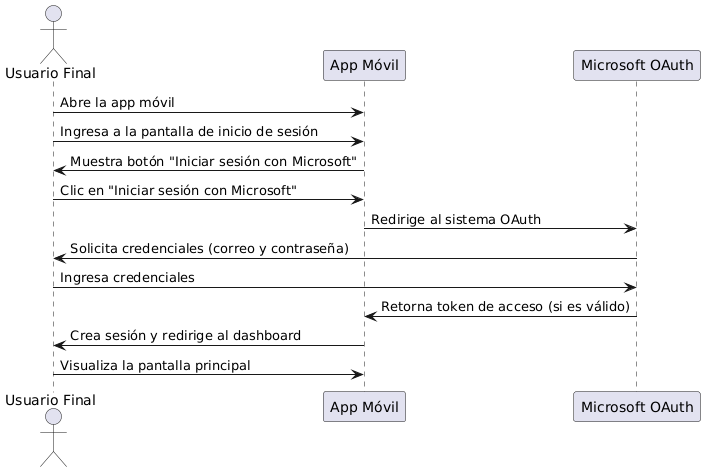 Usuario Final
App Móvil
Microsoft OAuth
Abre la app móvil
Ingresa a la pantalla de inicio de sesión
Muestra botón "Iniciar sesión con Microsoft"
Clic en "Iniciar sesión con Microsoft"
Redirige al sistema OAuth
Solicita credenciales (correo y contraseña)
Ingresa credenciales
Retorna token de acceso (si es válido)
Crea sesión y redirige al dashboard
Visualiza la pantalla principal
Usuario Final
App Móvil
Microsoft OAuth